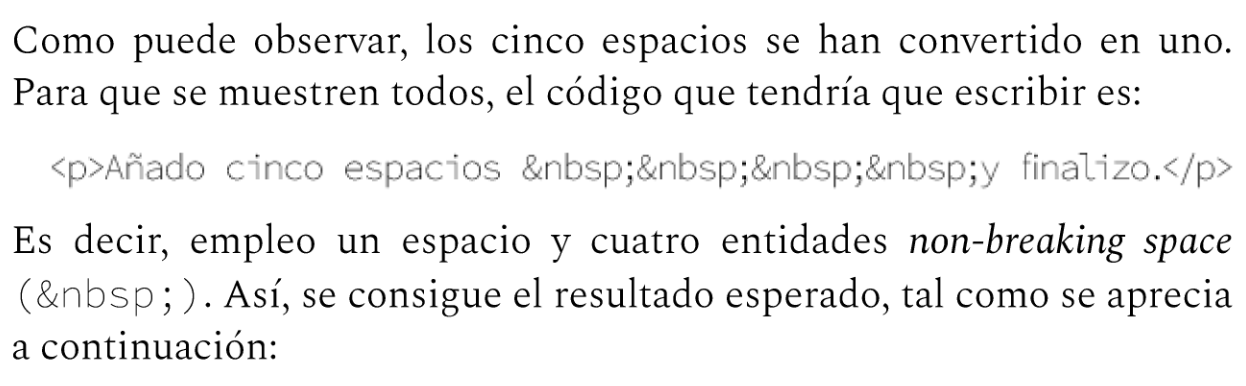 Como puede observar, los cinco espacios se han convertido en uno.
Para que se muestren todos, el código que tendría que escribir es:
<p>Añado cinco espacios &nbsp;&nbsp;&nbsp;&nbsp;y finalizo.</p>
Es decir, empleo un espacio y cuatro entidades non-breaking space
(&nbsp;). Así, se consigue el resultado esperado, tal como se aprecia
a continuación: